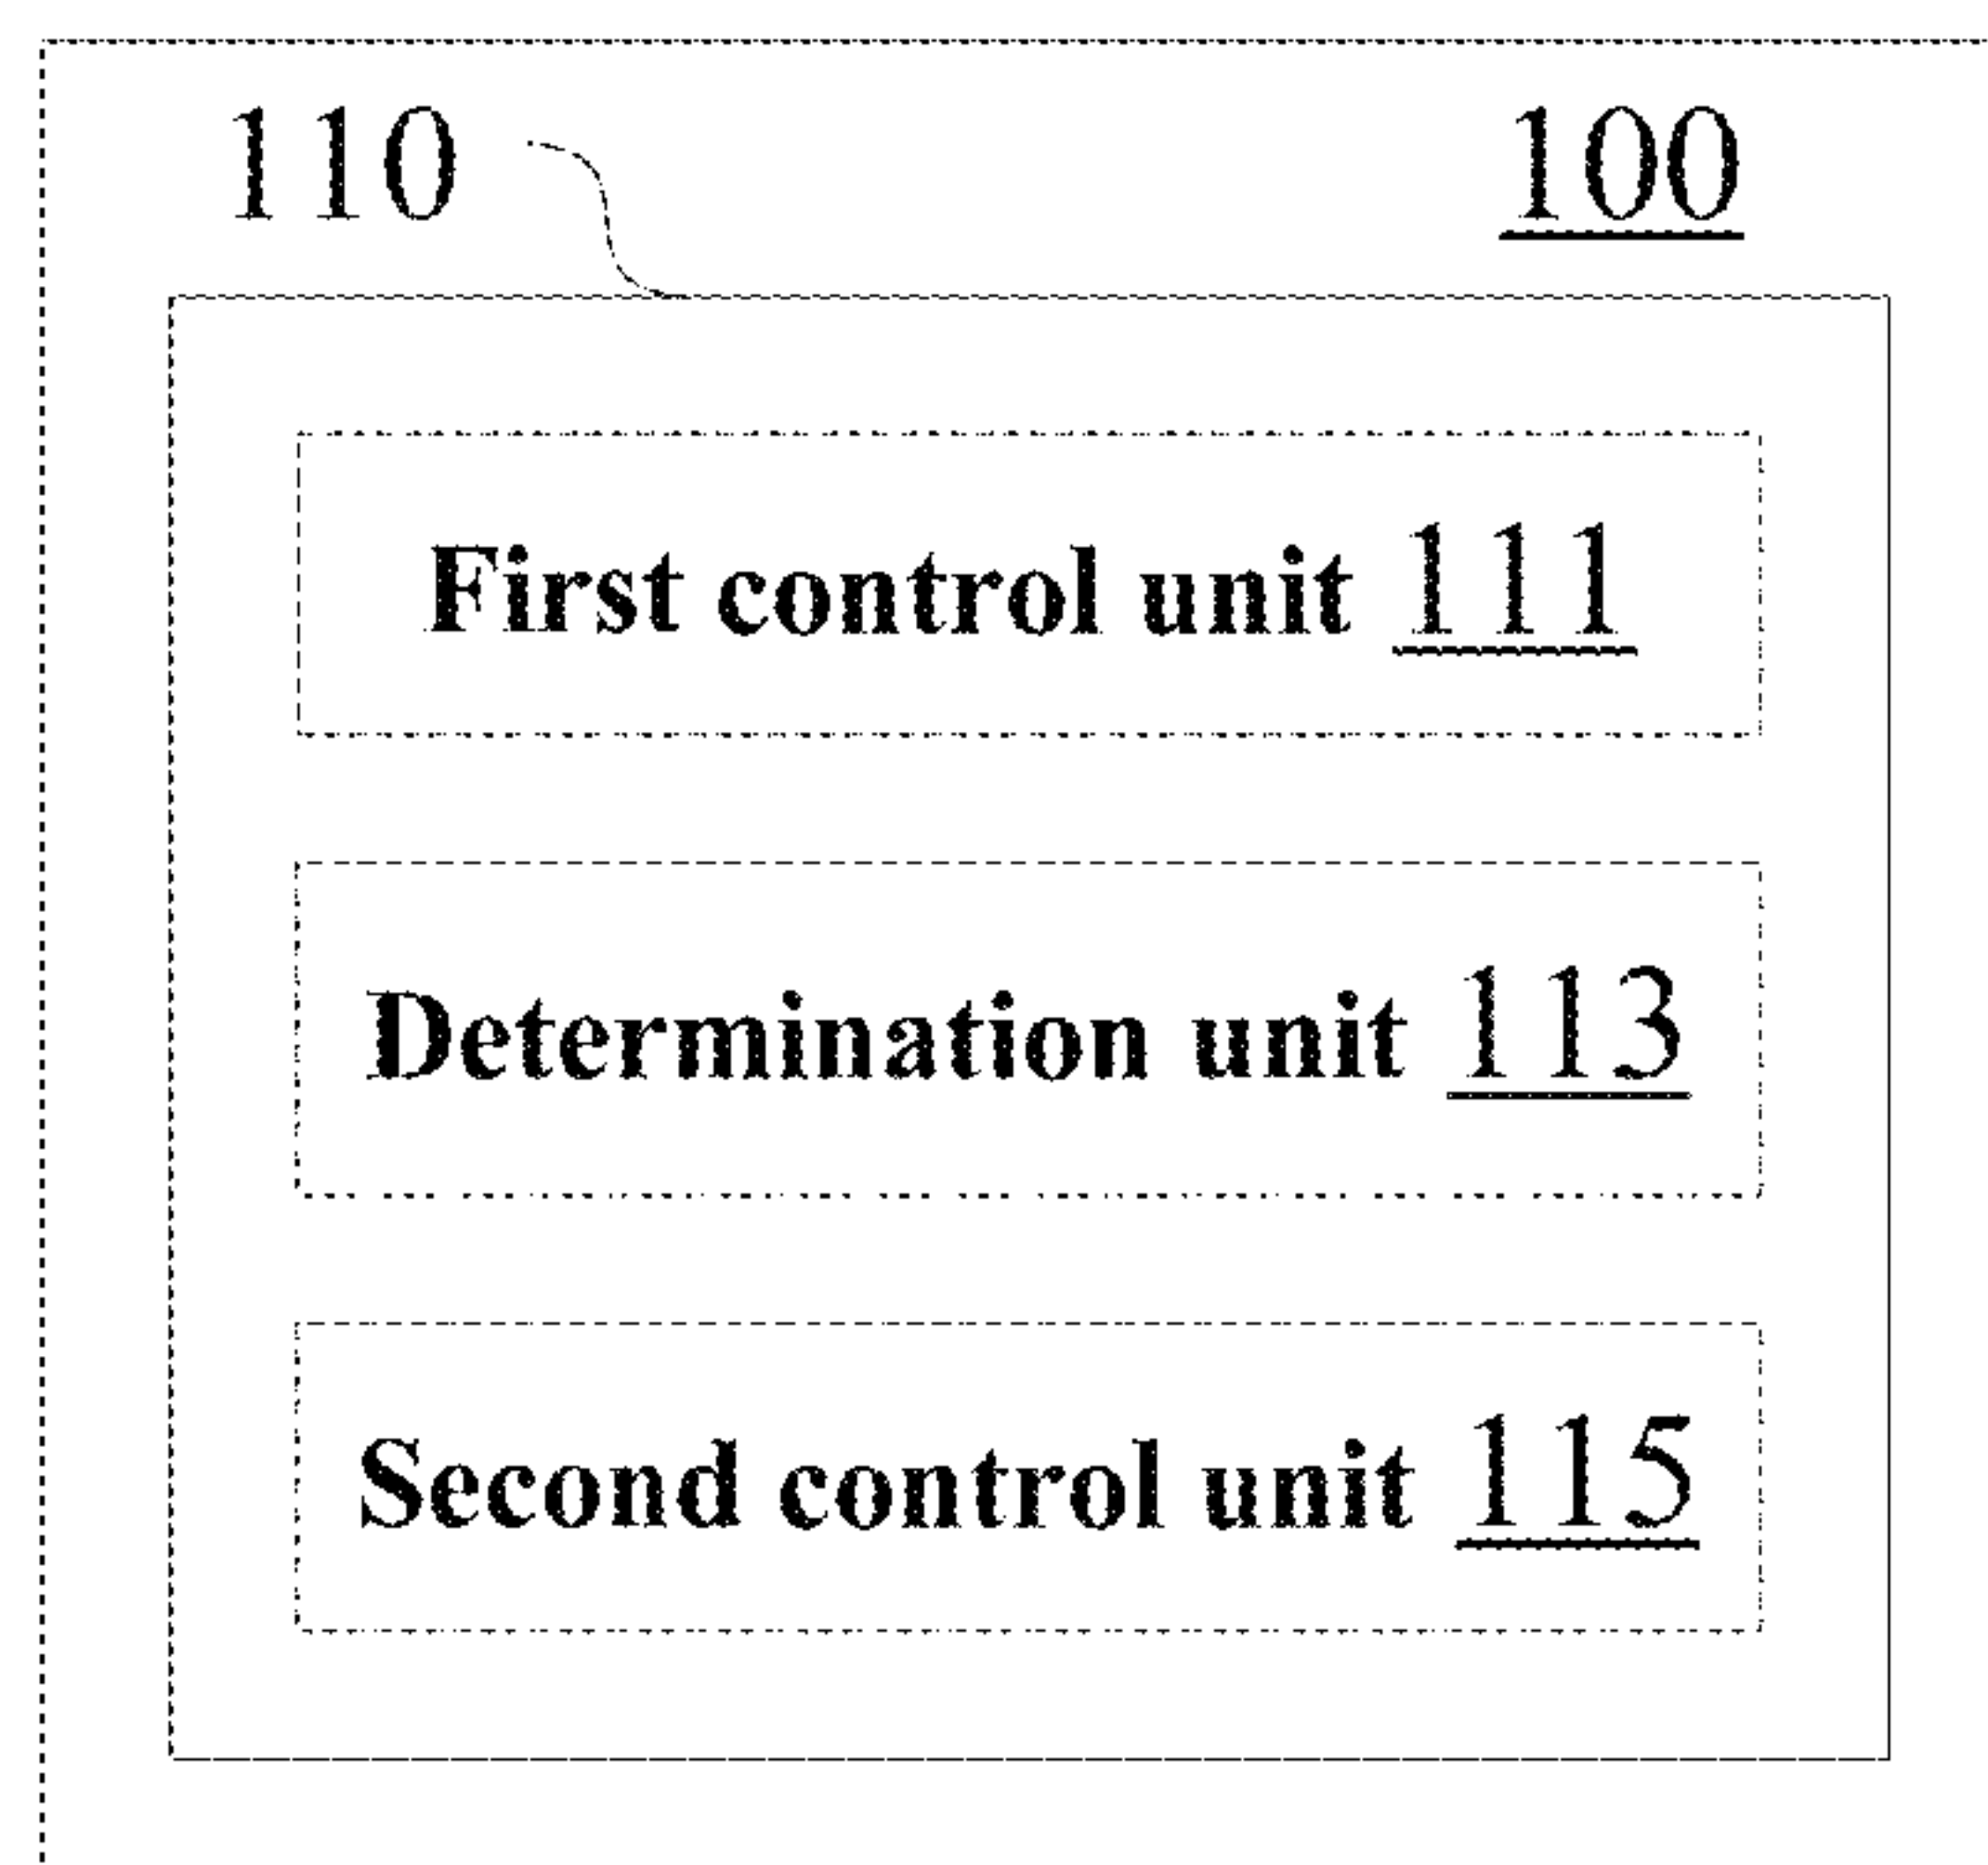 110 100
First control unit 111
Determination unit 113
Second control unit 115